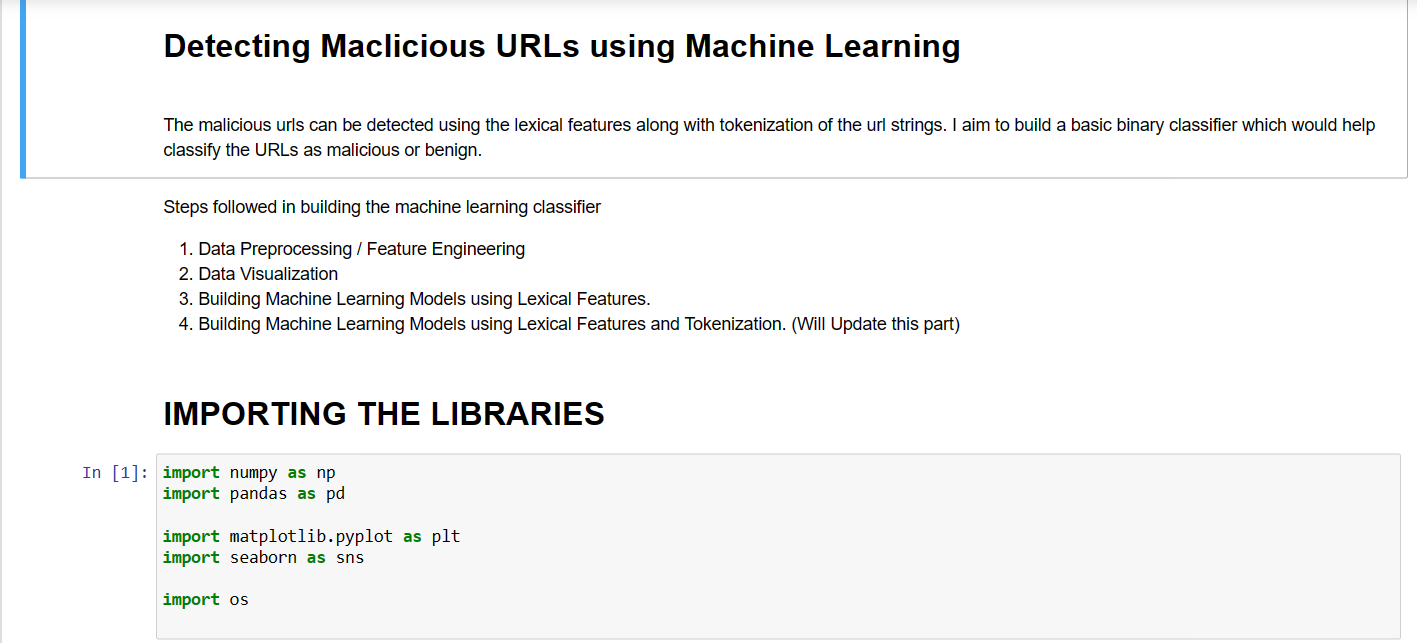 Detecting Maclicious URLs using Machine Learning
The malicious urls can be detected using the lexical features along with tokenization of the url strings. I aim to build a basic binary classifier which would help
classify the URLs as malicious or benign.
Steps followed in building the machine learning classifier
1. Data Preprocessing / Feature Engineering
2. Data Visualization
3. Building Machine Learning Models using Lexical Features.
4. Building Machine Learning Models using Lexical Features and Tokenization. (Will Update this part)
IMPORTING THE LIBRARIES
In [1]: import numpy as np
import pandas as pd
import matplotlib.pyplot as plt
import seaborn as sns
import os